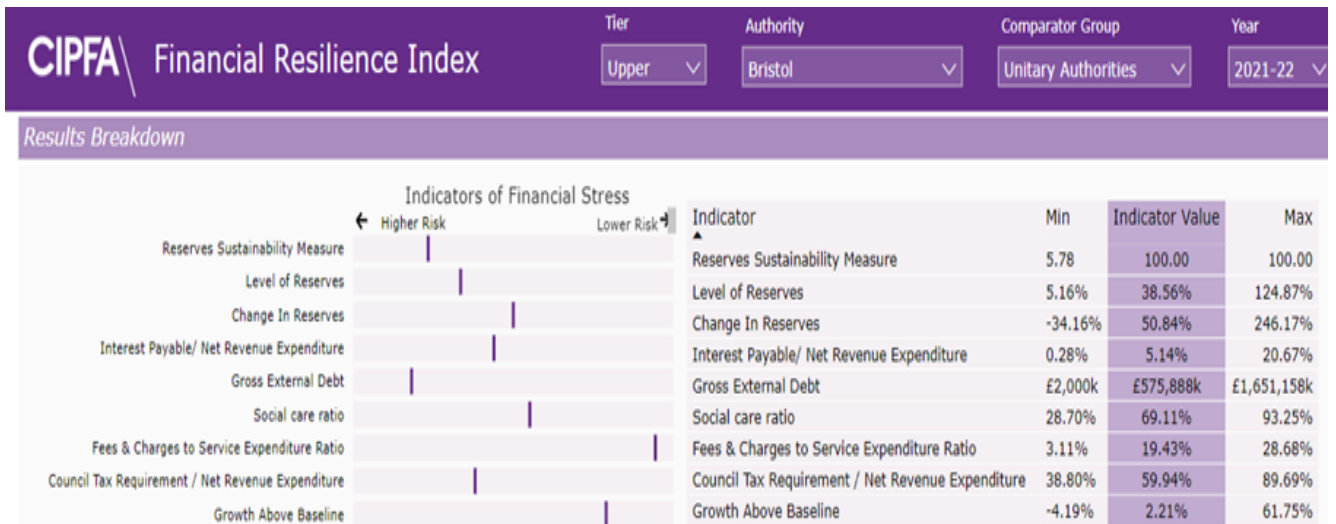 Tier Authority Comparator Group Year
CIPFA\ Financial Resilience Index
Upper Bristol Unitary Authorities 2021-22
Results Breakdown
Indicators of Financial Stress
Higher Risk Lower Risk
Reserves Sustainability Measure
Level of Reserves
Change In Reserves
Interest Payable/ Net Revenue Expenditure
Gross External Debt
Social care ratio
Fees & Charges to Service Expenditure Ratio
Council Tax Requirement / Net Revenue Expenditure
Growth Above Baseline
Indicator Min Indicator Value Max
Reserves Sustainability Measure 5.78 100.00 100.00
Level of Reserves 5.16% 38.56% 124.87%
Change In Reserves -34.16% 50.84% 246.17%
Interest Payable/ Net Revenue Expenditure 0.28% 5.14% 20.67%
Gross External Debt £2,000k £575,888k £1,651,158k
Social care ratio 28.70% 69.11% 93.25%
Fees & Charges to Service Expenditure Ratio 3.11% 19.43% 28.68%
Council Tax Requirement / Net Revenue Expenditure 38.80% 59.94% 89.69%
Growth Above Baseline -4.19% 2.21% 61.75%